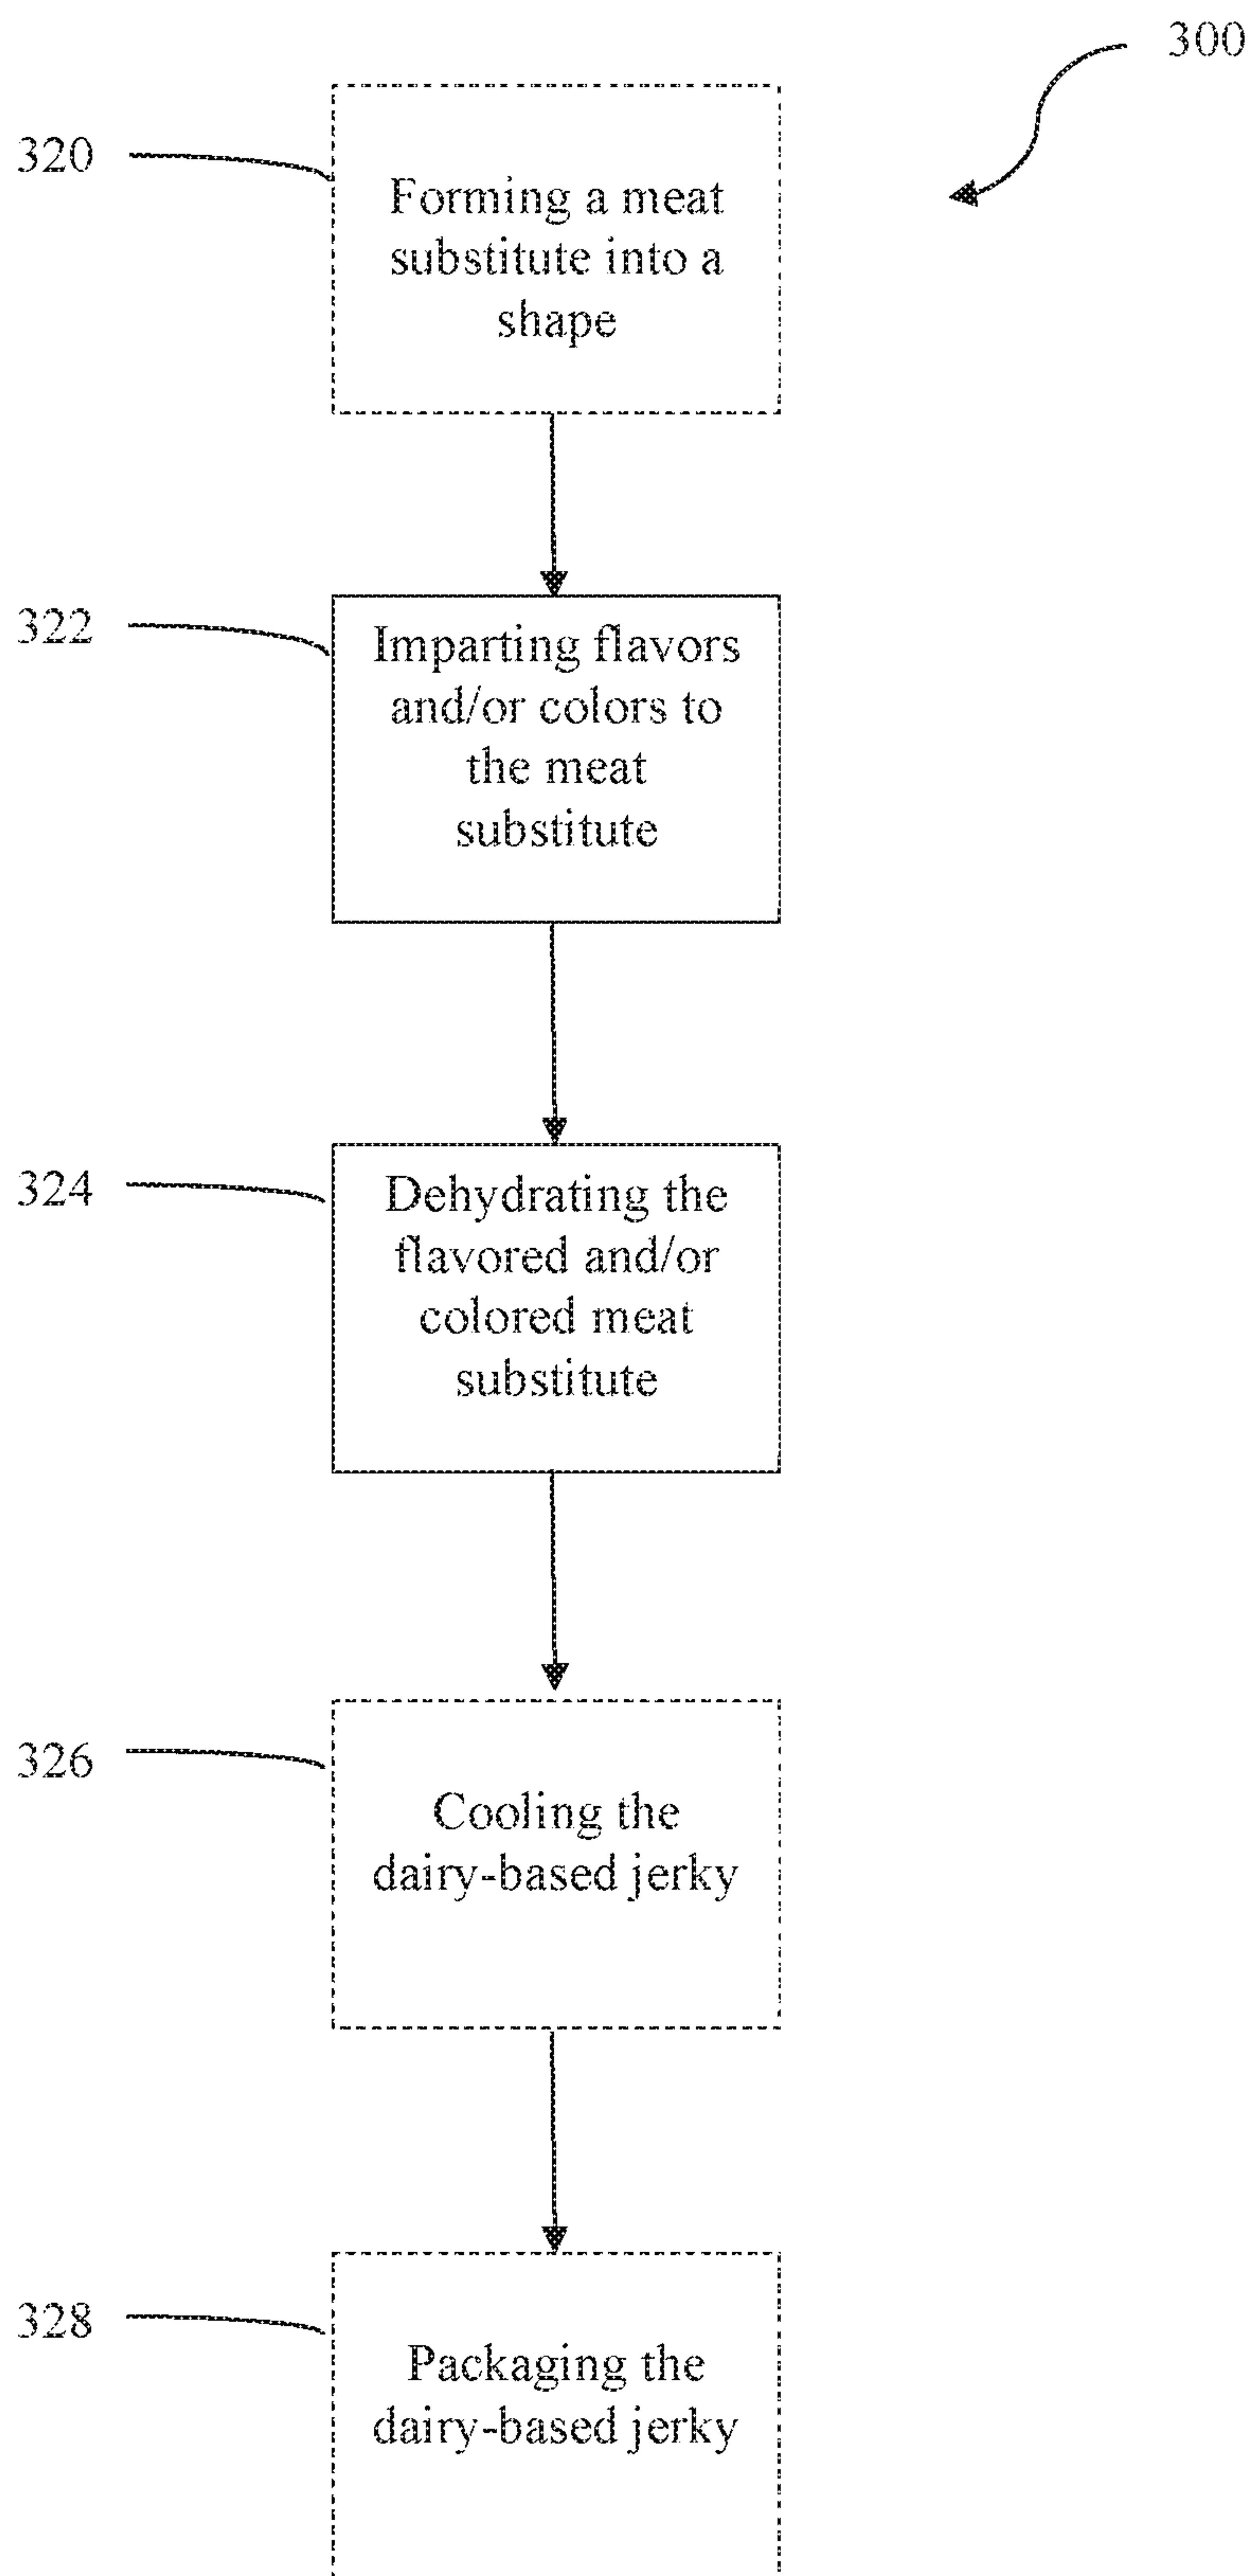 300
320
Forming a meat
substitute into a
shape
322
Imparting flavors
and/or colors to
the meat
substitute
324
Dehydrating the
flavored and/or
colored meat
substitute
326
Cooling the
dairy-based jerky
328
Packaging the
dairy-based jerky